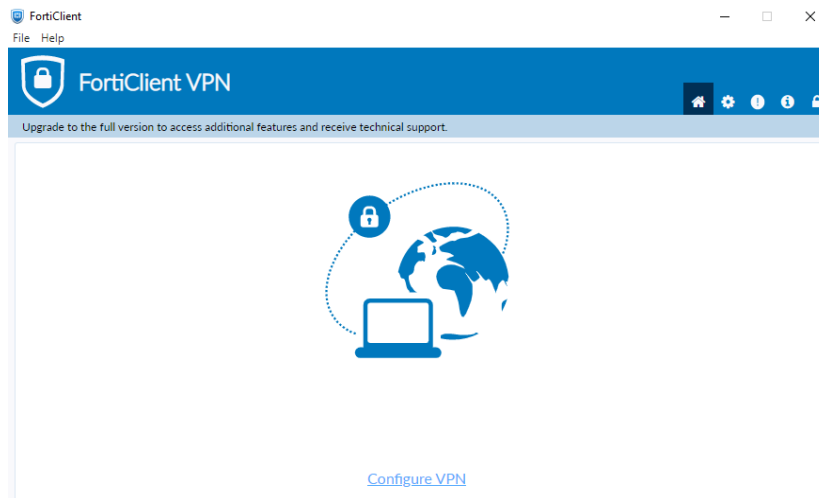 FortiClient
File Help
FortiClient VPN
Upgrade to the full version to access additional features and receive technical support.
Configure VPN